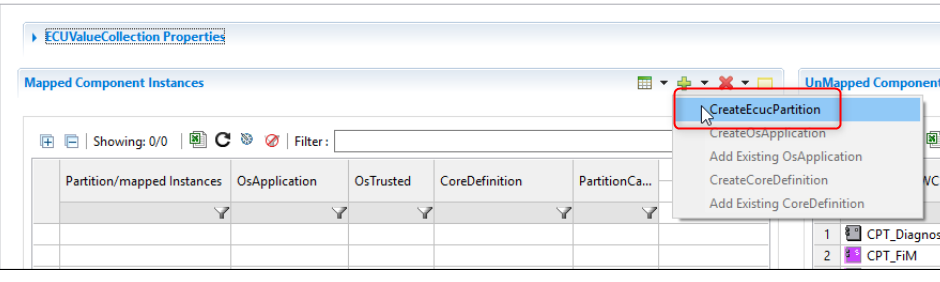 ECUValueCollection Properties
Mapped Component Instances
UnMapped Component
CreateEcucPartition
CreateOsApplication
Add Existing OsApplication
CreateCoreDefinition
Add Existing CoreDefinition
Showing: 0/0
Filter :
Partition/mapped Instances OsApplication OsTrusted CoreDefinition PartitionCa...
WC
1 CPT_Diagnos
2 CPT_FiM